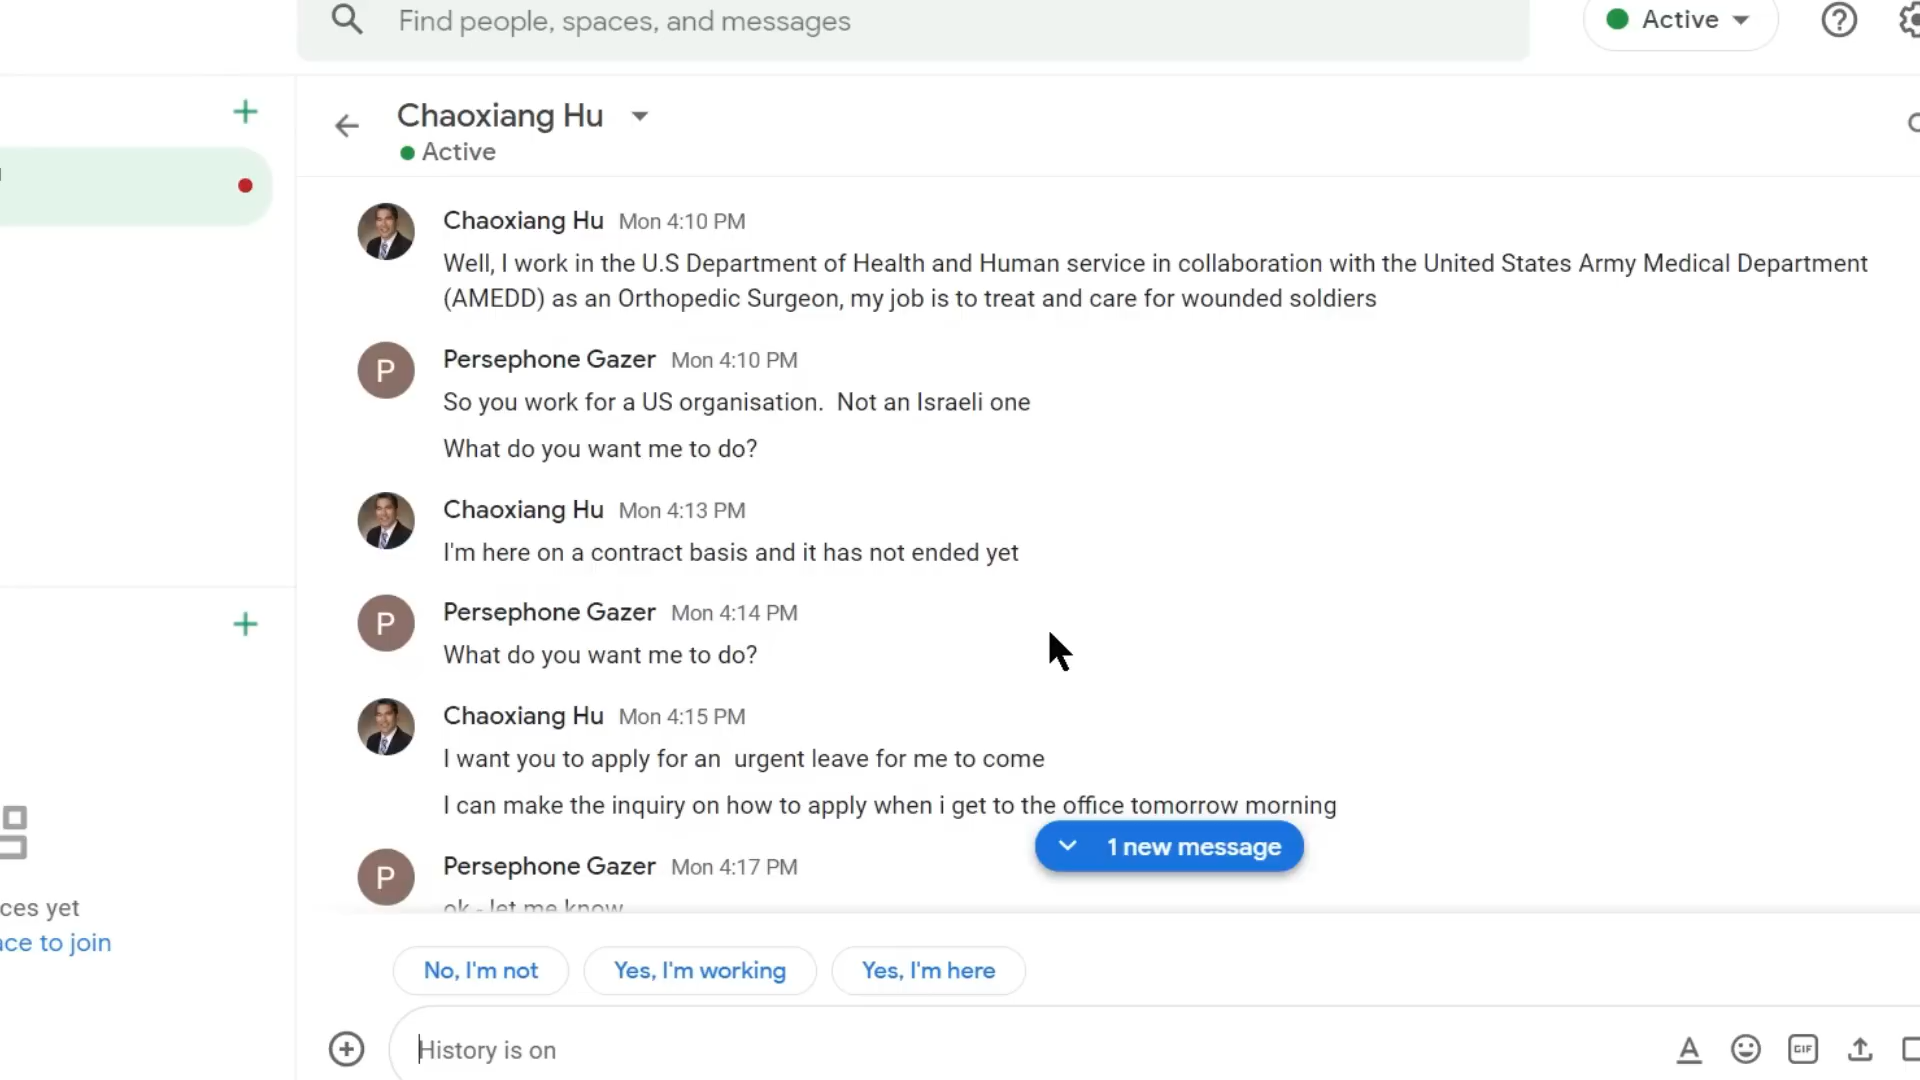 Find people, spaces, and messages
Active
Chaoxiang Hu
Active
Chaoxiang Hu Mon 4:10 PM
Well, I work in the U.S Department of Health and Human service in collaboration with the United States Army Medical Department
(AMEDD) as an Orthopedic Surgeon, my job is to treat and care for wounded soldiers
P
Persephone Gazer Mon 4:10 PM
So you work for a US organisation.  Not an Israeli one
What do you want me to do?
Chaoxiang Hu Mon 4:13 PM
I'm here on a contract basis and it has not ended yet
P
Persephone Gazer Mon 4:14 PM
What do you want me to do?
Chaoxiang Hu Mon 4:15 PM
I want you to apply for an  urgent leave for me to come
I can make the inquiry on how to apply when i get to the office tomorrow morning
1 new message
P
Persephone Gazer Mon 4:17 PM
ok - let me know
ces yet
ace to join
No, I'm not
Yes, I'm working
Yes, I'm here
History is on
GIF